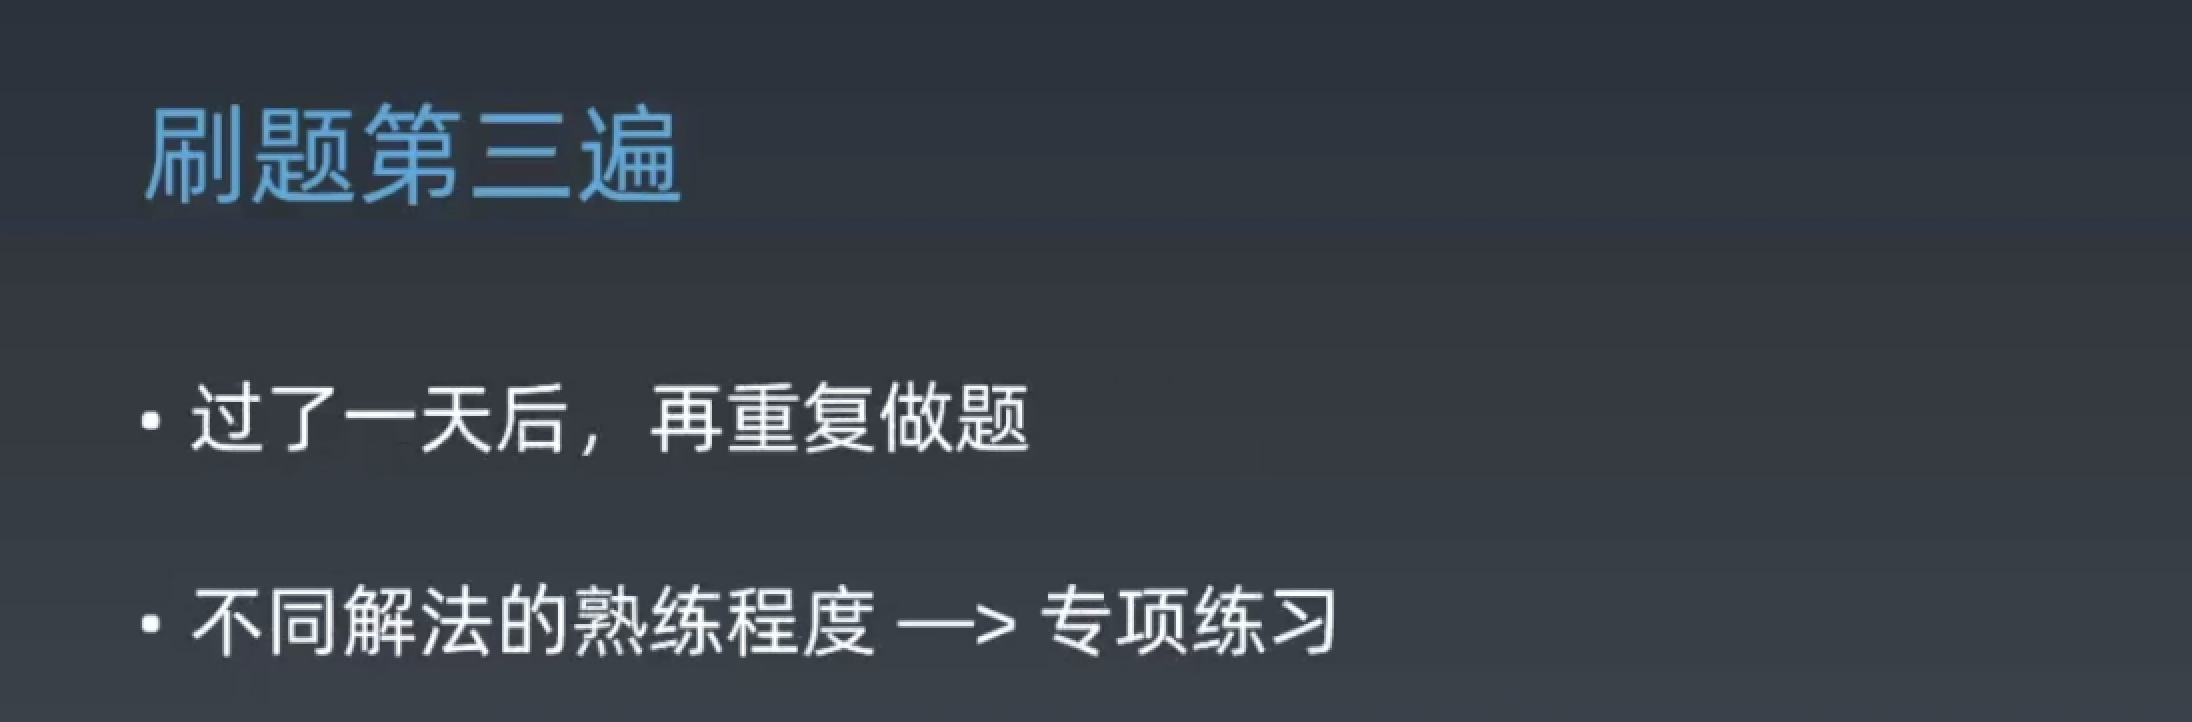 刷题第三遍
• 过了一天后，再重复做题
• 不同解法的熟练程度 —> 专项练习